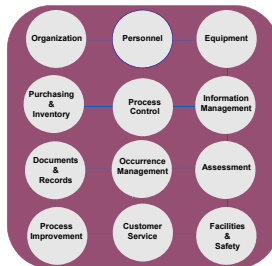 Organization
Personnel
Equipment
Purchasing
&
Inventory
Process
Control
Information
Management
Documents
&
Records
Occurrence
Management
Assessment
Process
Improvement
Customer
Service
Facilities
&
Safety